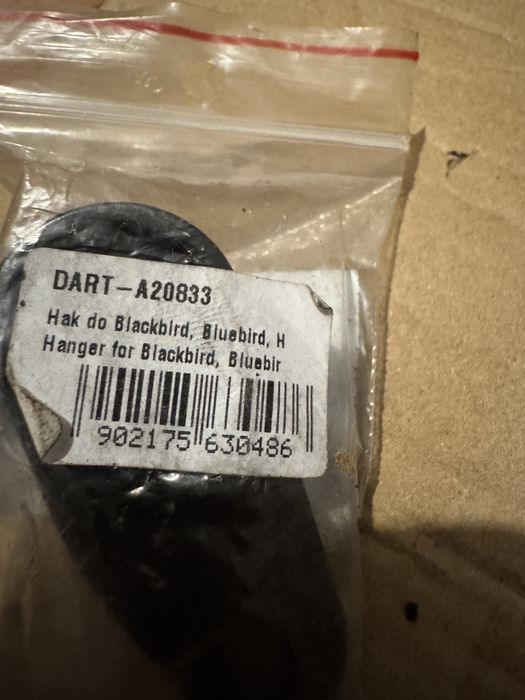 DART-A20833
Hak do Blackbird, Bluebird, H
Hanger for Blackbird, Bluebir
902175 630486